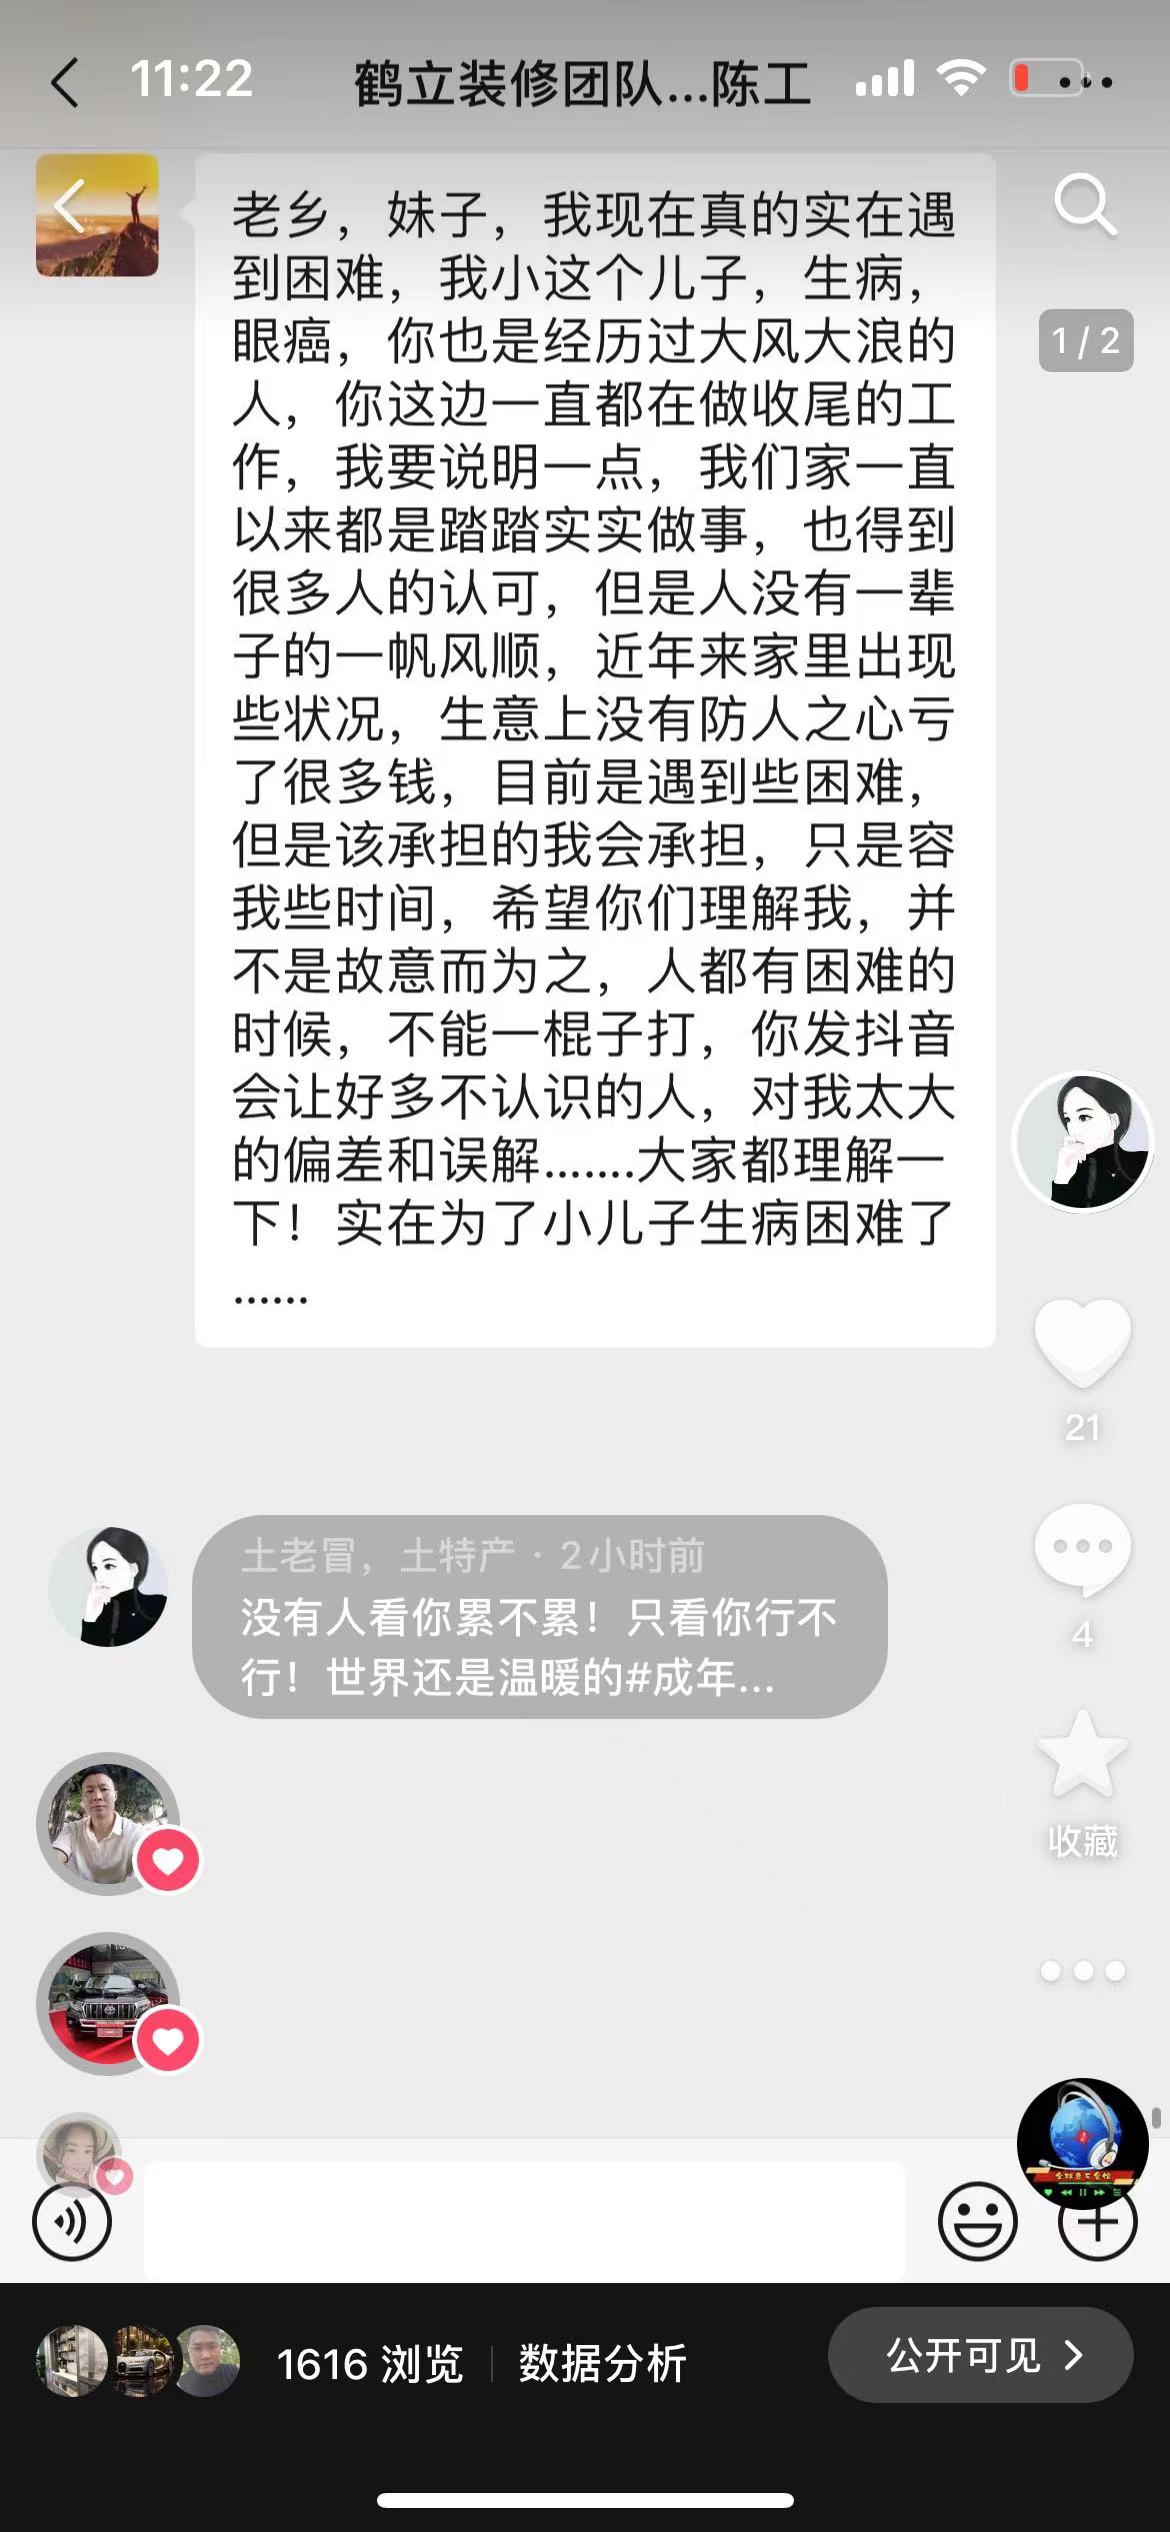 11:22
鹤立装修团队...陈工
老乡，妹子，我现在真的实在遇
到困难，我小这个儿子，生病，
眼癌，你也是经历过大风大浪的
人，你这边一直都在做收尾的工
作，我要说明一点，我们家一直
以来都是踏踏实实做事，也得到
很多人的认可，但是人没有一辈
子的一帆风顺，近年来家里出现
些状况，生意上没有防人之心亏
了很多钱，目前是遇到些困难，
但是该承担的我会承担，只是容
我些时间，希望你们理解我，并
不是故意而为之，人都有困难的
时候，不能一棍子打，你发抖音
会让好多不认识的人，对我太大
的偏差和误解.......大家都理解一
下！实在为了小儿子生病困难了
......
1/2
21
土老冒，土特产 · 2小时前
没有人看你累不累！只看你行不
行！世界还是温暖的#成年...
4
收藏
1616 浏览
数据分析
公开可见